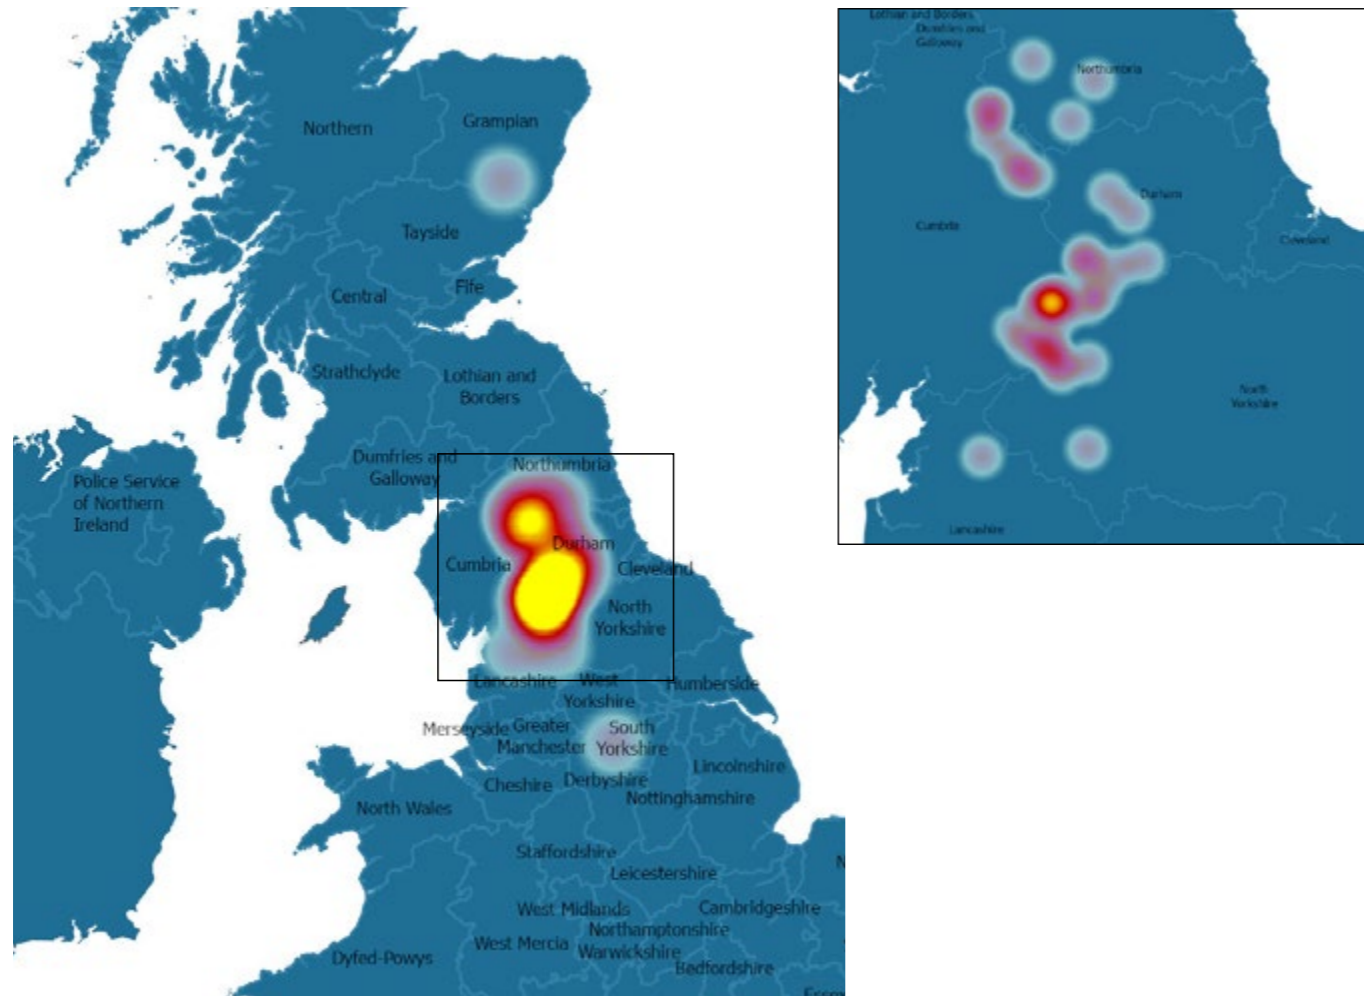 Northern
Grampian
Tayside
Central
Fife
Strathclyde
Lothian and
Borders
Dumfries and
Galloway
Northumbria
Police Service
of Northern
Ireland
Durham
Cumbria
Cleveland
North
Yorkshire
Lancashire
West
Yorkshire
Humberside
Merseyside
Greater
Manchester
South
Yorkshire
Lincolnshire
Cheshire
Derbyshire
Nottinghamshire
North Wales
Staffordshire
Leicestershire
West Midlands
Cambridgeshire
Northamptonshire
West Mercia
Warwickshire
Dyfed-Powys
Bedfordshire
Lothian and Borders
Dumfries and
Galloway
Northumbria
Durham
Cumbria
Cleveland
North
Yorkshire
Lancashire